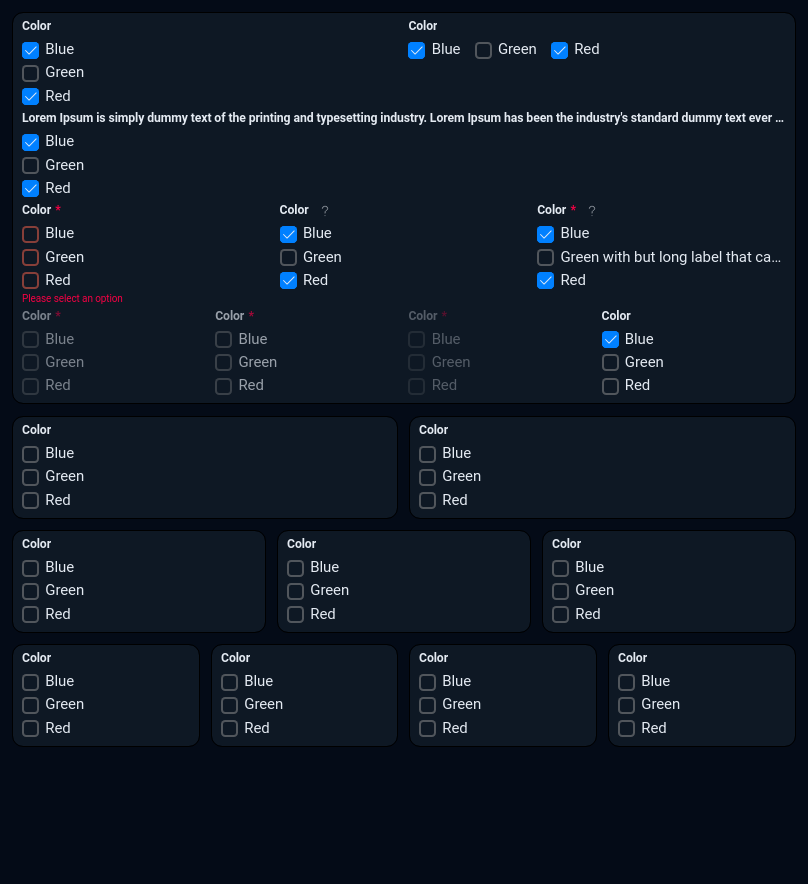 Color Color
Blue Blue Green Red
Green
Red
Lorem Ipsum is simply dummy text of the printing and typesetting industry. Lorem Ipsum has been the industry's standard dummy text ever ...
Blue
Green
Red
Color * Color ? Color * ?
Blue Blue Blue
Green Green Green with but long label that ca...
Red Red Red
Please select an option
Color * Color * Color * Color
Blue Blue Blue Blue
Green Green Green Green
Red Red Red Red
Color Color
Blue Blue
Green Green
Red Red
Color Color Color
Blue Blue Blue
Green Green Green
Red Red Red
Color Color Color Color
Blue Blue Blue Blue
Green Green Green Green
Red Red Red Red